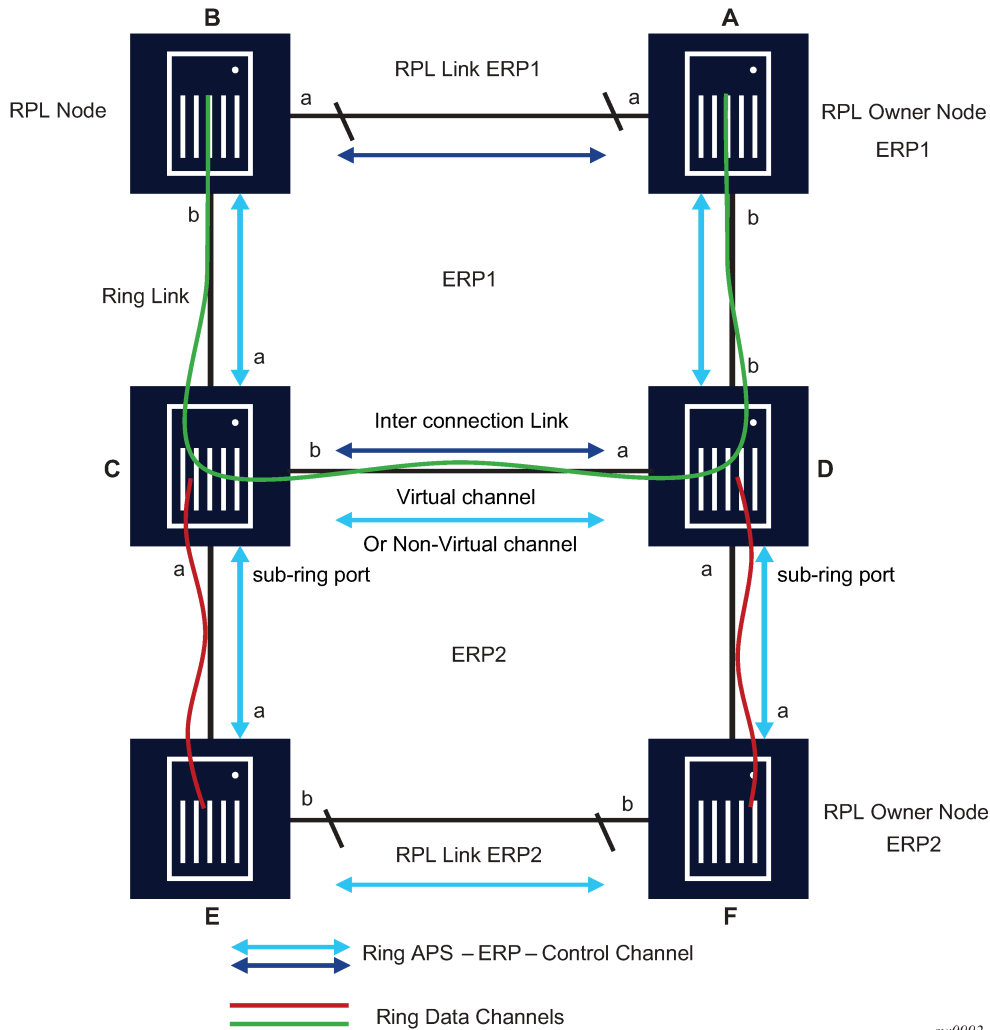 B
A
RPL Link ERP1
a
a
RPL Node
RPL Owner Node
ERP1
b
b
ERP1
Ring Link
a
b
Inter connection Link
b
a
C
D
Virtual channel
Or Non-Virtual channel
a
sub-ring port
a
sub-ring port
ERP2
a
a
b
b
RPL Owner Node
ERP2
RPL Link ERP2
E
F
Ring APS – ERP – Control Channel
Ring Data Channels